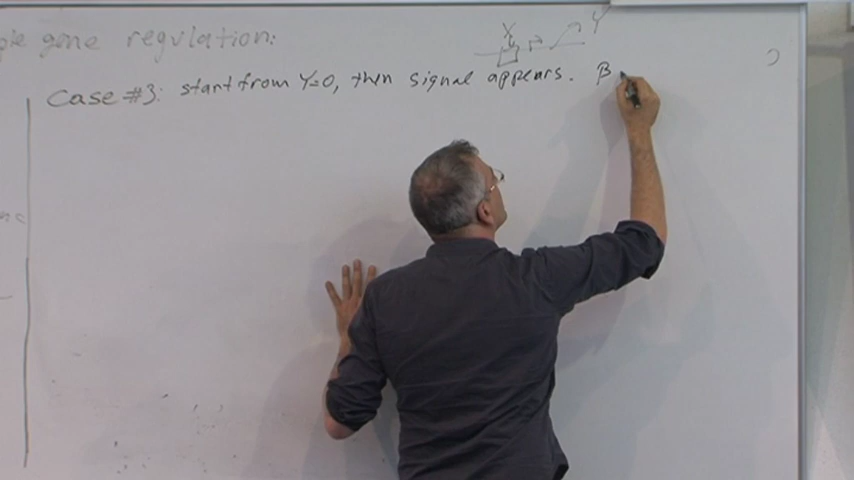 ple gene regulation:
X Y
Case #3: start from Y=0, then signal appears. β